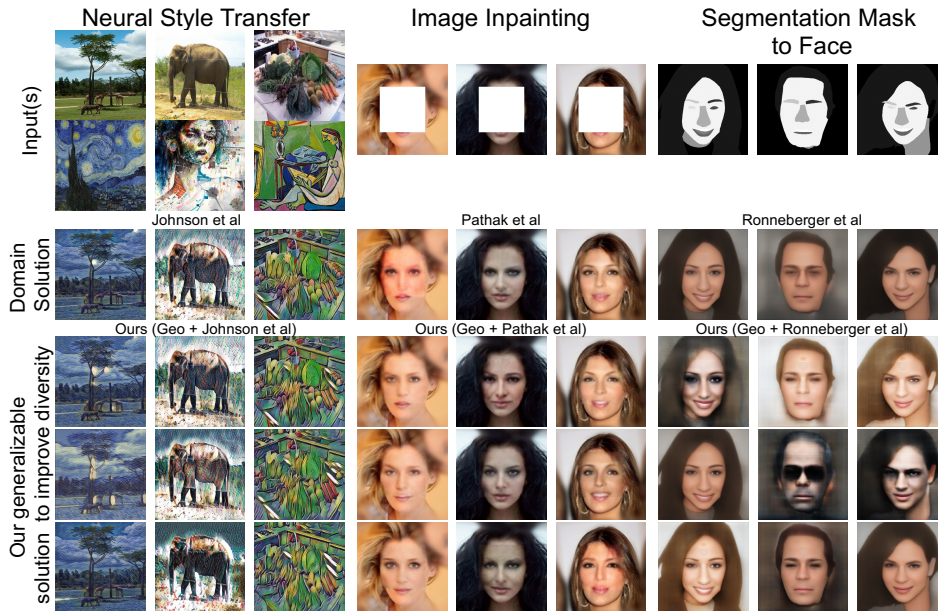 Neural Style Transfer
Image Inpainting
Segmentation Mask
to Face
Input(s)
Johnson et al
Pathak et al
Ronneberger et al
Domain
Solution
Ours (Geo + Johnson et al)
Ours (Geo + Pathak et al)
Ours (Geo + Ronneberger et al)
Our generalizable
solution to improve diversity